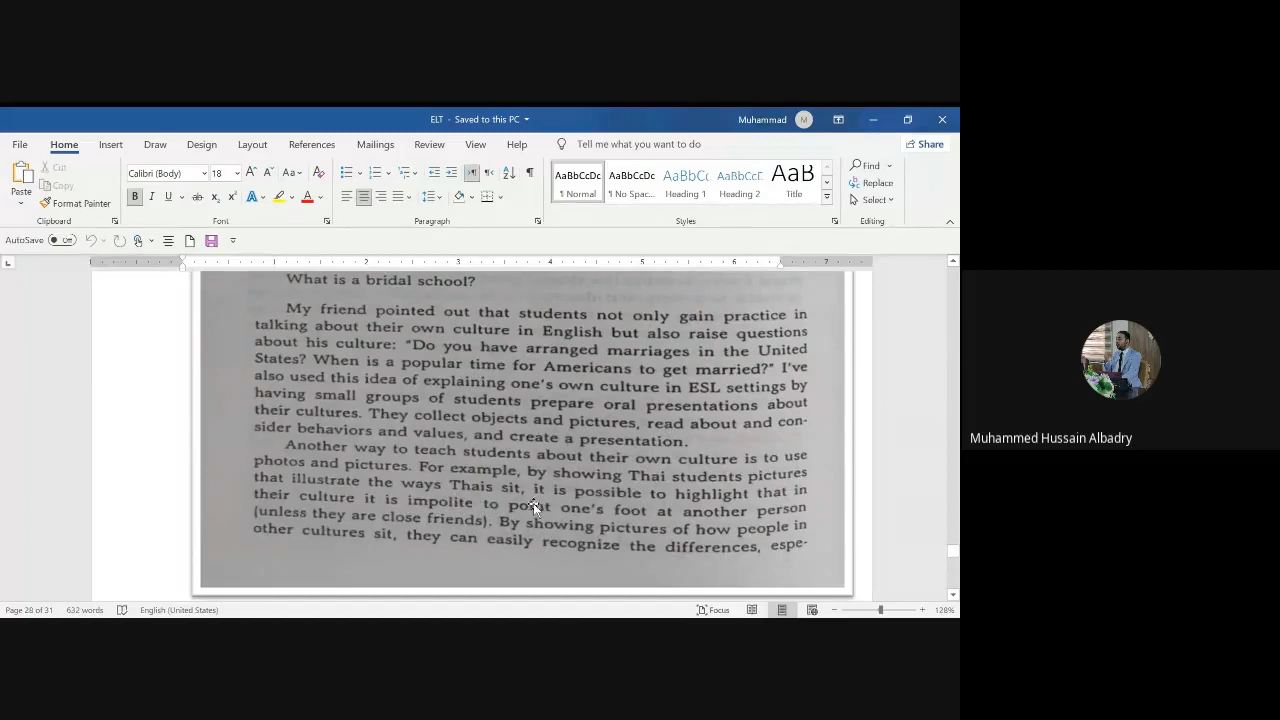 ELT - Saved to this PC
Muhammad M
File Home Insert Draw Design Layout References Mailings Review View Help Tell me what you want to do Share
Paste
Cut
Copy
Format Painter
Clipboard
Calibri (Body) 18
Font
Paragraph
AaBbCcDc AaBbCcDc AaBbCc AaBbCcC AaB
¶ Normal ¶ No Spac... Heading 1 Heading 2 Title
Styles
Find
Replace
Select
Editing
AutoSave Off
2 3 4 5 6 7
What is a bridal school?
My friend pointed out that students not only gain practice in
talking about their own culture in English but also raise questions
about his culture: "Do you have arranged marriages in the United
States? When is a popular time for Americans to get married?" I've
also used this idea of explaining one's own culture in ESL settings by
having small groups of students prepare oral presentations about
their cultures. They collect objects and pictures, read about and con-
sider behaviors and values, and create a presentation.
Another way to teach students about their own culture is to use
photos and pictures. For example, by showing Thai students pictures
that illustrate the ways Thais sit, it is possible to highlight that in
their culture it is impolite to point one's foot at another person
(unless they are close friends). By showing pictures of how people in
other cultures sit, they can easily recognize the differences, espe-
Page 28 of 31 632 words English (United States) Focus 128%
Muhammed Hussain Albadry